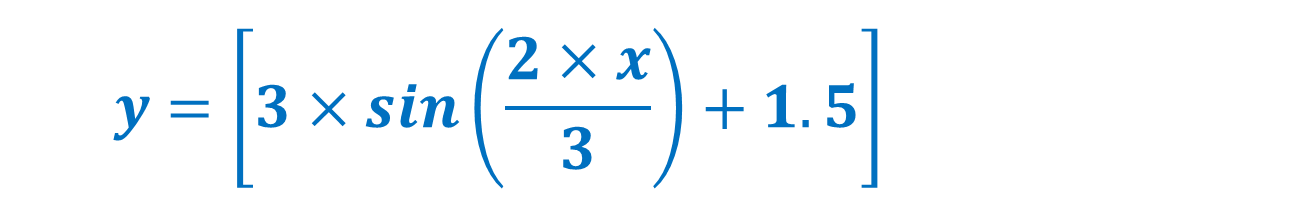 y = [3 × sin(2 × x / 3) + 1.5]